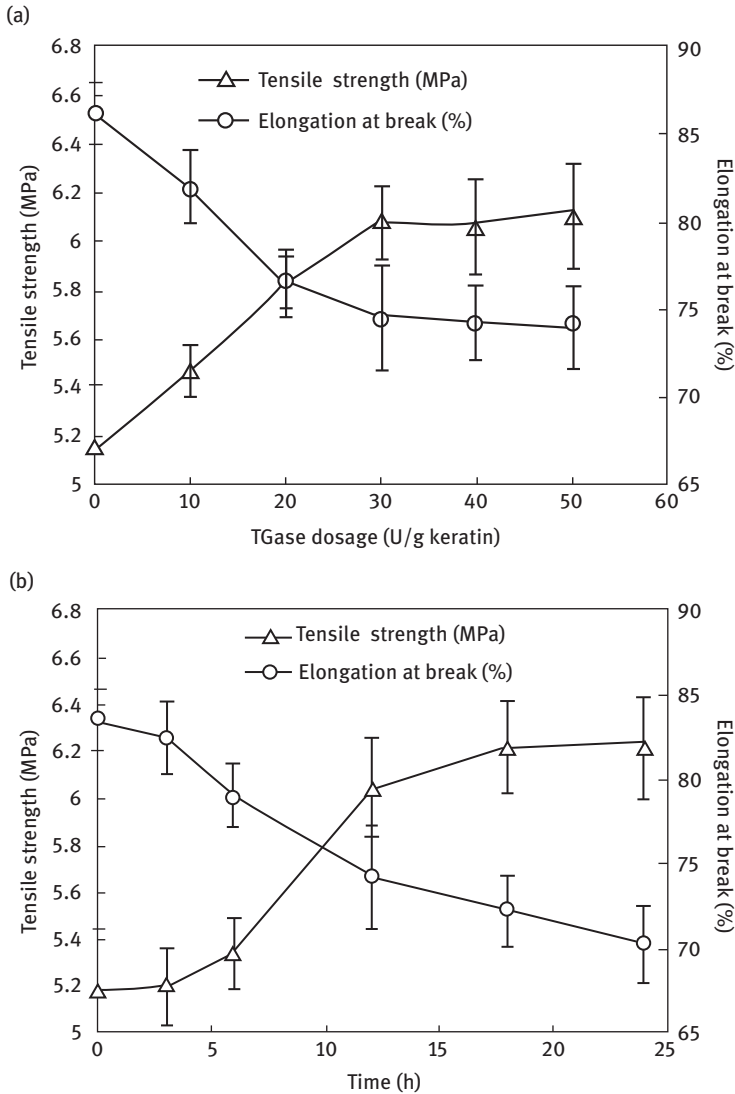 (a)
6.8
6.6
6.4
6.2
6
5.8
5.6
5.4
5.2
5
Tensile strength (MPa)
Tensile strength (MPa)
Elongation at break (%)
90
85
80
75
70
65
Elongation at break (%)
0 10 20 30 40 50 60
TGase dosage (U/g keratin)
(b)
6.8
6.6
6.4
6.2
6
5.8
5.6
5.4
5.2
5
Tensile strength (MPa)
Tensile strength (MPa)
Elongation at break (%)
90
85
80
75
70
65
Elongation at break (%)
0 5 10 15 20 25
Time (h)